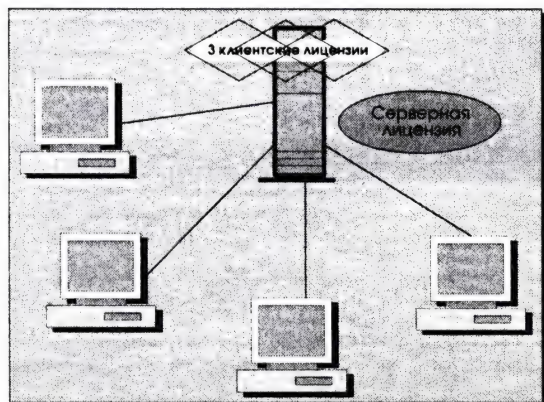 3 клиентские лицензии
Серверная
лицензия